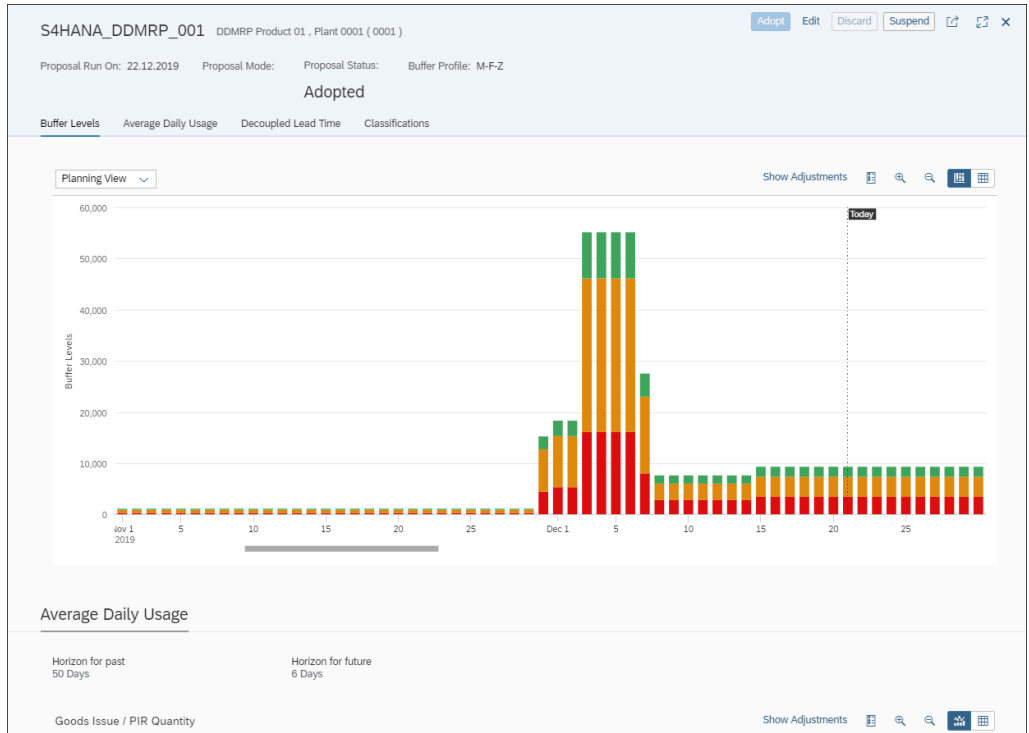 S4HANA_DDMRP_001 DDMRP Product 01 , Plant 0001 ( 0001 )
Adopt Edit Discard Suspend
Proposal Run On: 22.12.2019 Proposal Mode: Proposal Status: Buffer Profile: M-F-Z
Adopted
Buffer Levels Average Daily Usage Decoupled Lead Time Classifications
Planning View
Show Adjustments
60,000
Today
50,000
40,000
30,000
20,000
10,000
0
Buffer Levels
Nov 1 5 10 15 20 25 Dec 1 5 10 15 20 25
2019
Average Daily Usage
Horizon for past Horizon for future
50 Days 6 Days
Goods Issue / PIR Quantity Show Adjustments